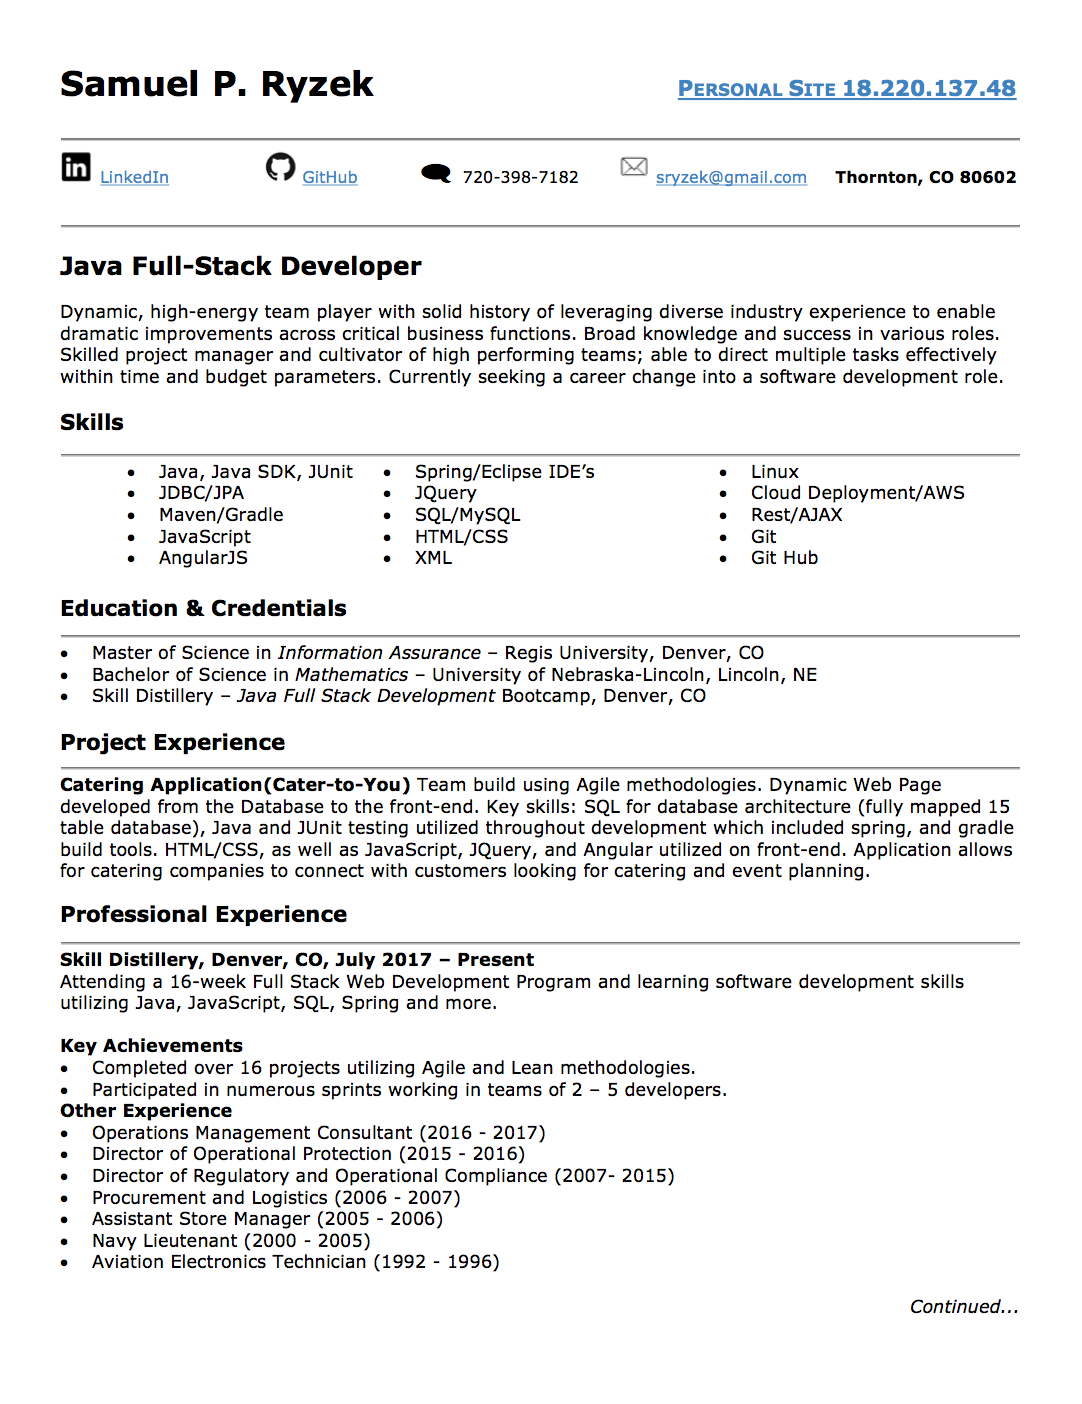 Samuel P. Ryzek PERSONAL SITE 18.220.137.48
in LinkedIn GitHub 720-398-7182 sryzek@gmail.com Thornton, CO 80602
Java Full-Stack Developer
Dynamic, high-energy team player with solid history of leveraging diverse industry experience to enable
dramatic improvements across critical business functions. Broad knowledge and success in various roles.
Skilled project manager and cultivator of high performing teams; able to direct multiple tasks effectively
within time and budget parameters. Currently seeking a career change into a software development role.
Skills
• Java, Java SDK, JUnit • Spring/Eclipse IDE’s • Linux
• JDBC/JPA • JQuery • Cloud Deployment/AWS
• Maven/Gradle • SQL/MySQL • Rest/AJAX
• JavaScript • HTML/CSS • Git
• AngularJS • XML • Git Hub
Education & Credentials
• Master of Science in Information Assurance – Regis University, Denver, CO
• Bachelor of Science in Mathematics – University of Nebraska-Lincoln, Lincoln, NE
• Skill Distillery – Java Full Stack Development Bootcamp, Denver, CO
Project Experience
Catering Application(Cater-to-You) Team build using Agile methodologies. Dynamic Web Page
developed from the Database to the front-end. Key skills: SQL for database architecture (fully mapped 15
table database), Java and JUnit testing utilized throughout development which included spring, and gradle
build tools. HTML/CSS, as well as JavaScript, JQuery, and Angular utilized on front-end. Application allows
for catering companies to connect with customers looking for catering and event planning.
Professional Experience
Skill Distillery, Denver, CO, July 2017 – Present
Attending a 16-week Full Stack Web Development Program and learning software development skills
utilizing Java, JavaScript, SQL, Spring and more.
Key Achievements
• Completed over 16 projects utilizing Agile and Lean methodologies.
• Participated in numerous sprints working in teams of 2 – 5 developers.
Other Experience
• Operations Management Consultant (2016 - 2017)
• Director of Operational Protection (2015 - 2016)
• Director of Regulatory and Operational Compliance (2007- 2015)
• Procurement and Logistics (2006 - 2007)
• Assistant Store Manager (2005 - 2006)
• Navy Lieutenant (2000 - 2005)
• Aviation Electronics Technician (1992 - 1996)
Continued...